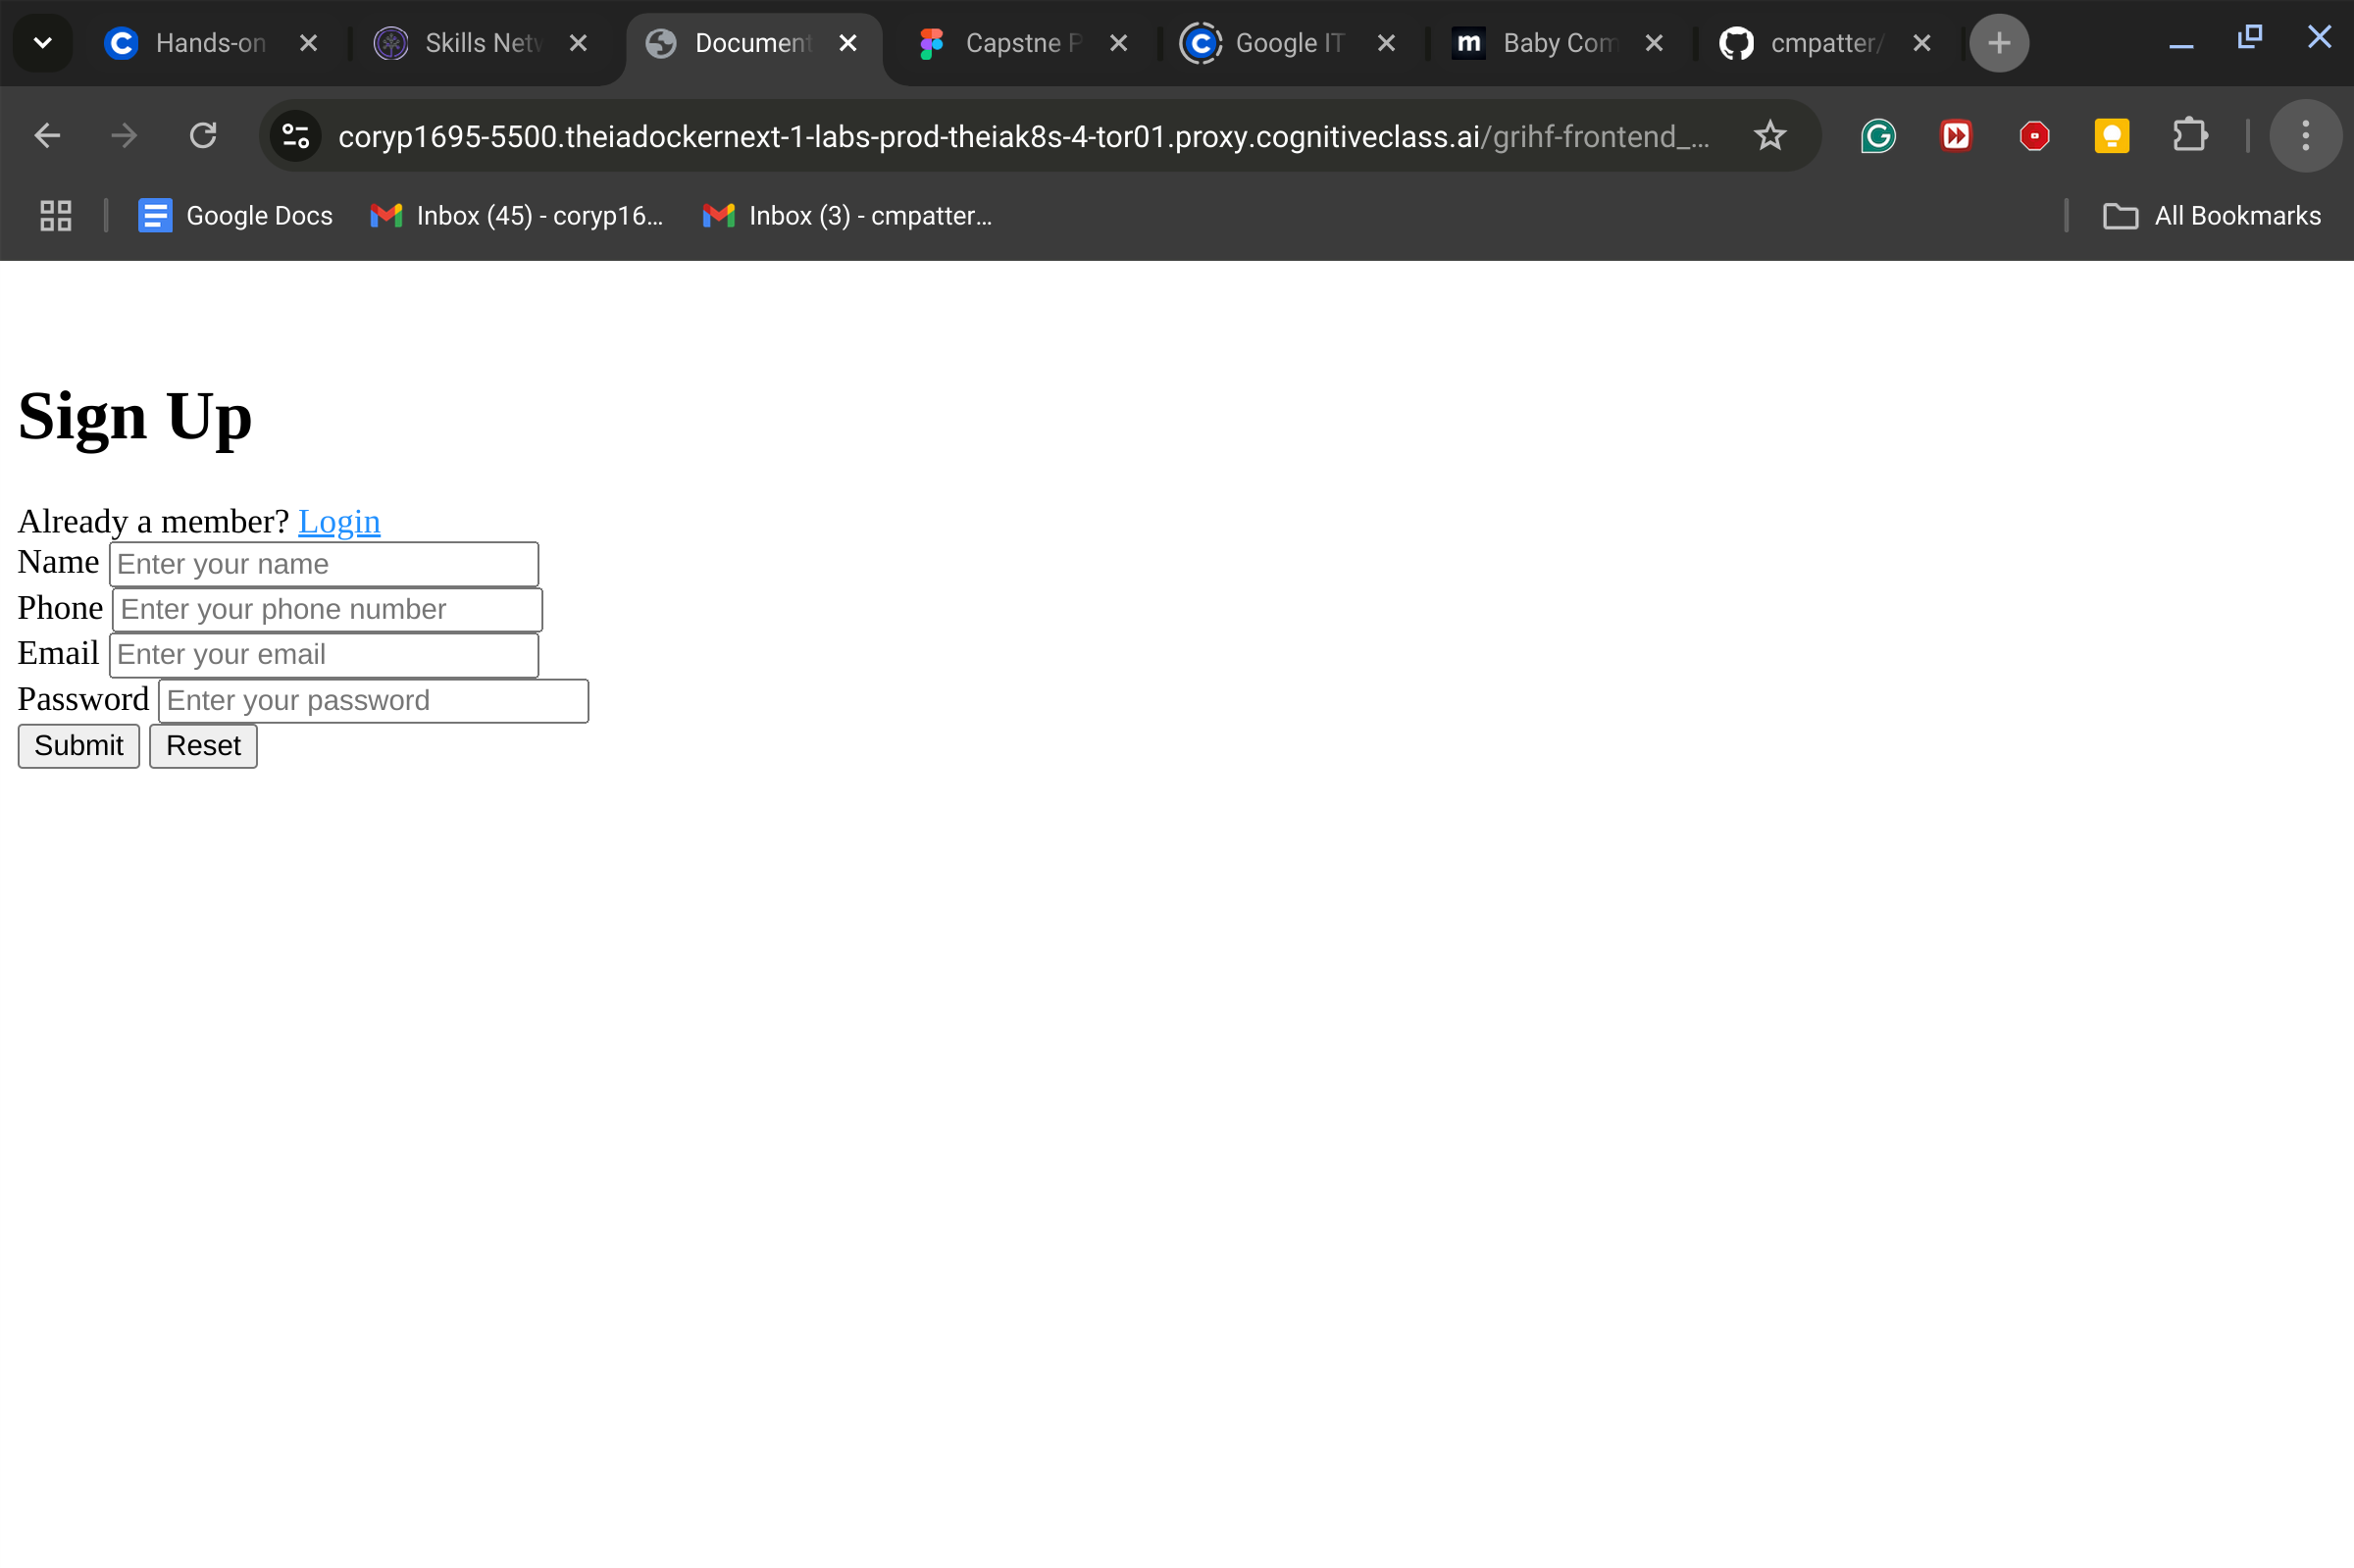 Hands-on
Skills Netw
Document
Capstne P
Google IT
Baby Com
cmpatter/
coryp1695-5500.theiadockernext-1-labs-prod-theiak8s-4-tor01.proxy.cognitiveclass.ai/grihf-frontend_...
Google Docs
Inbox (45) - coryp16...
Inbox (3) - cmpatter...
All Bookmarks
Sign Up
Already a member? Login
Name Enter your name
Phone Enter your phone number
Email Enter your email
Password Enter your password
Submit Reset